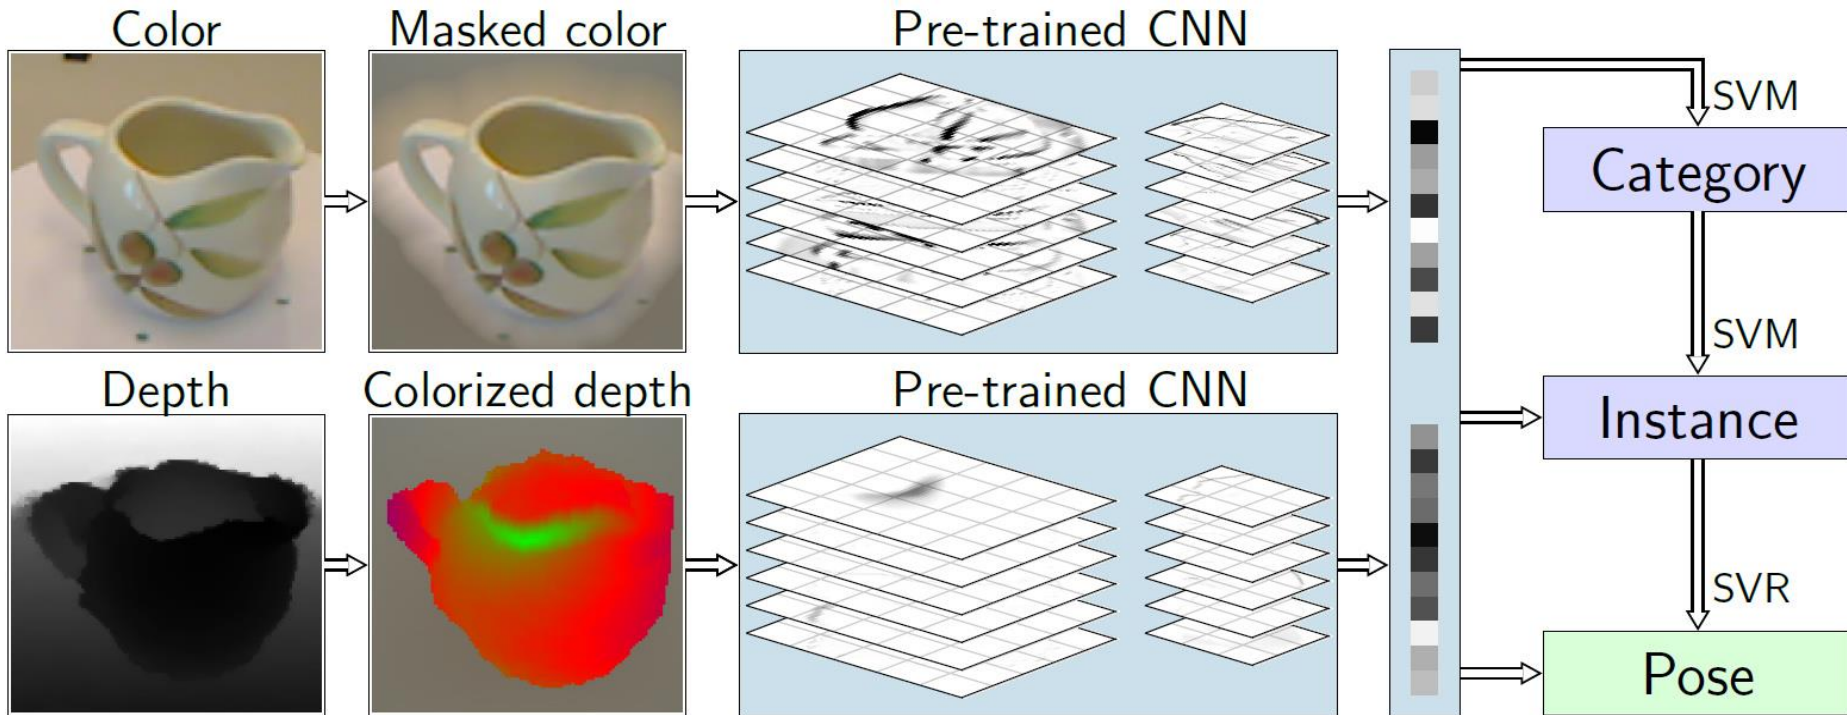 Color
Masked color
Pre-trained CNN
SVM
Category
SVM
Depth
Colorized depth
Pre-trained CNN
Instance
SVR
Pose